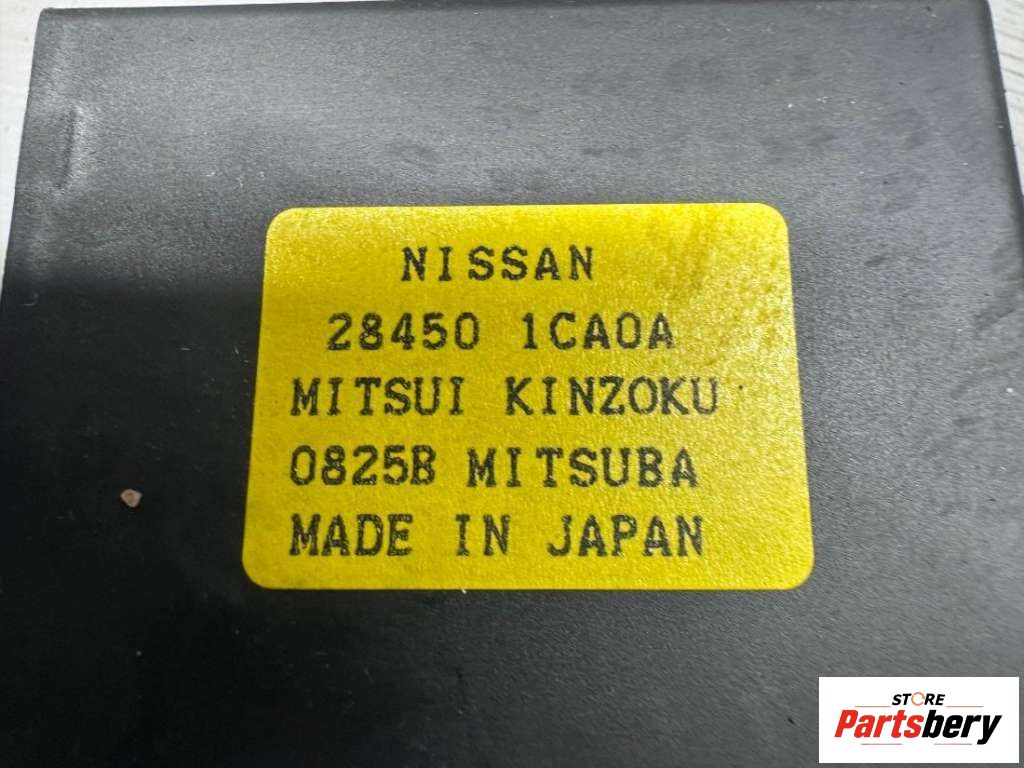 NISSAN
28450 1CA0A
MITSUI KINZOKU
0825B MITSUBA
MADE IN JAPAN
STORE
Partsbery